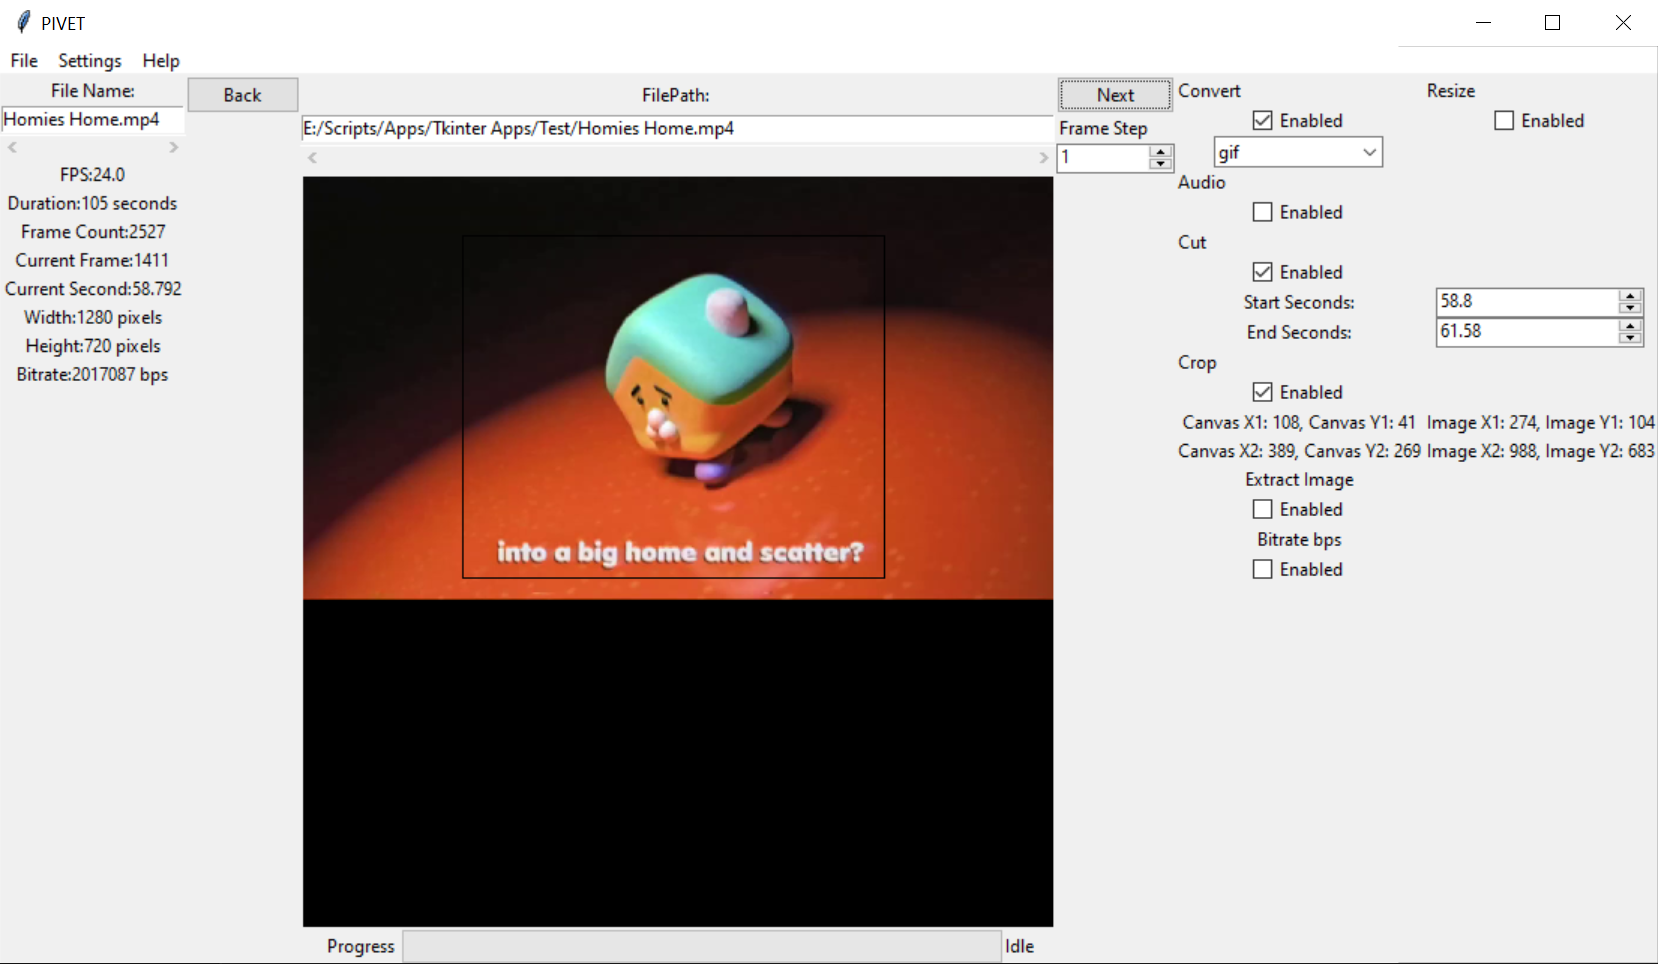 PIVET
File Settings Help
File Name:
Homies Home.mp4
FPS:24.0
Duration:105 seconds
Frame Count:2527
Current Frame:1411
Current Second:58.792
Width:1280 pixels
Height:720 pixels
Bitrate:2017087 bps
Back
FilePath:
E:/Scripts/Apps/Tkinter Apps/Test/Homies Home.mp4
into a big home and scatter?
Progress
Idle
Next
Frame Step
1
Convert
Enabled
gif
Resize
Enabled
Audio
Enabled
Cut
Enabled
Start Seconds: 58.8
End Seconds: 61.58
Crop
Enabled
Canvas X1: 108, Canvas Y1: 41 Image X1: 274, Image Y1: 104
Canvas X2: 389, Canvas Y2: 269 Image X2: 988, Image Y2: 683
Extract Image
Enabled
Bitrate bps
Enabled